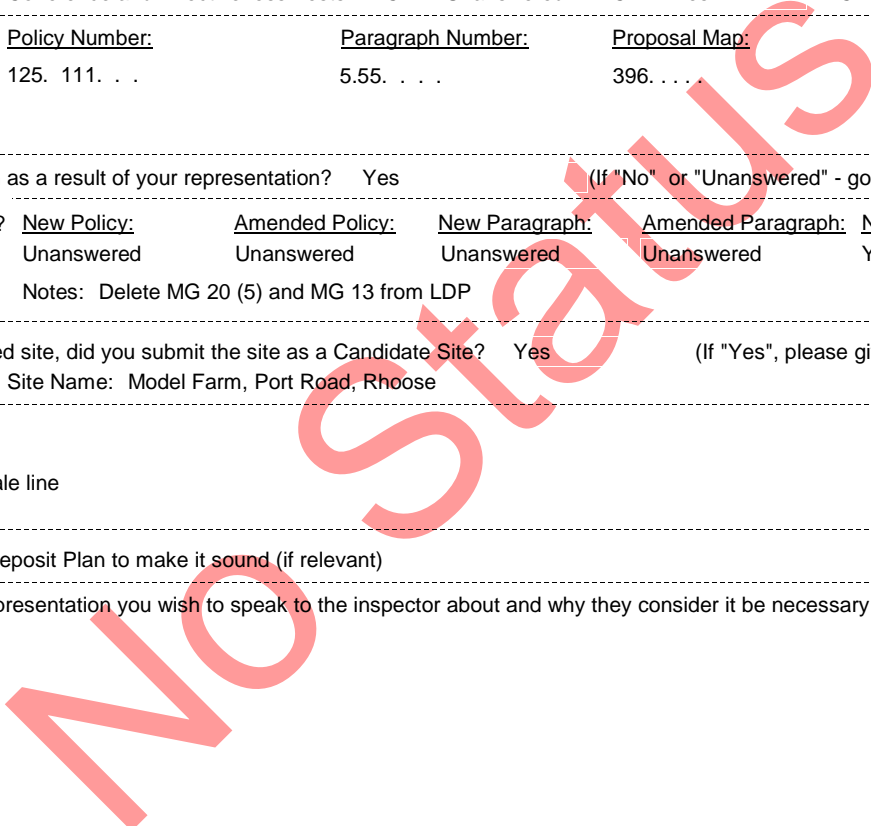 Policy Number: Paragraph Number: Proposal Map:
125. 111. . . 5.55. . . . 396. . . . .
as a result of your representation? Yes (If "No" or "Unanswered" - go
? New Policy: Amended Policy: New Paragraph: Amended Paragraph: N
Unanswered Unanswered Unanswered Unanswered Y
Notes: Delete MG 20 (5) and MG 13 from LDP
ed site, did you submit the site as a Candidate Site? Yes (If "Yes", please gi
Site Name: Model Farm, Port Road, Rhoose
ale line
eposit Plan to make it sound (if relevant)
presentation you wish to speak to the inspector about and why they consider it be necessary
No Status